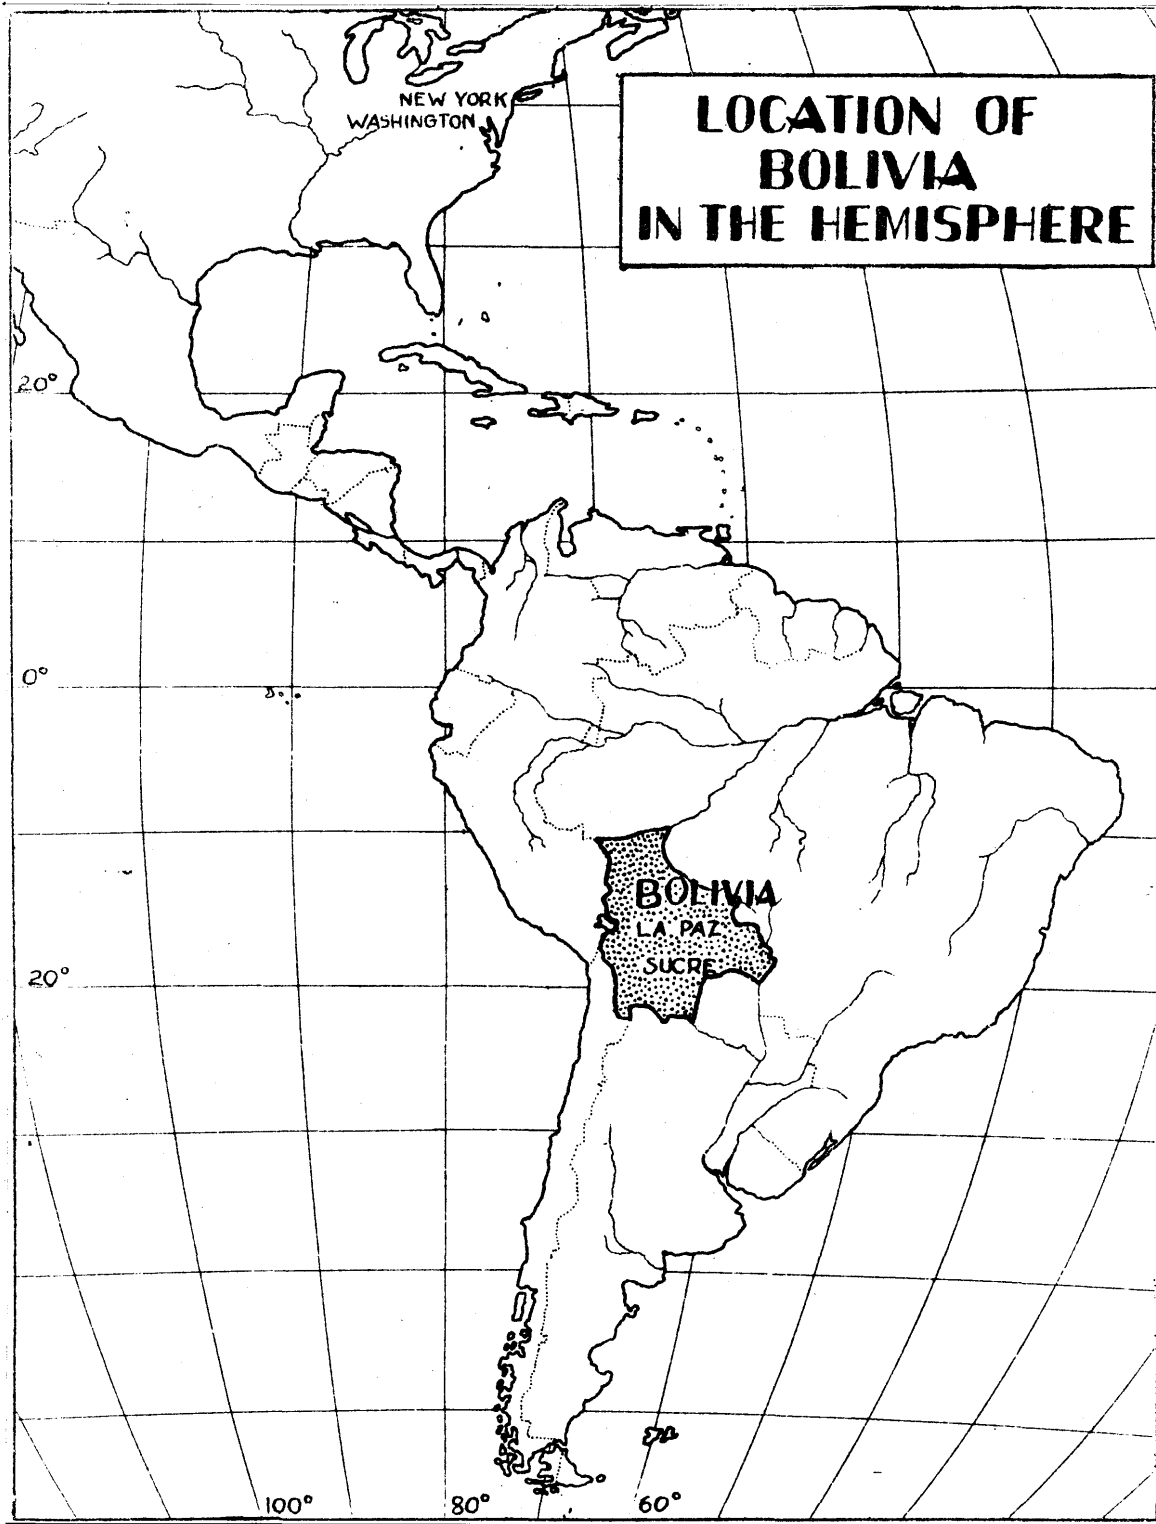 NEW YORK
WASHINGTON
LOCATION OF
BOLIVIA
IN THE HEMISPHERE
20°
0°
BOLIVIA
LA PAZ
SUCRE
20°
100°
80°
60°